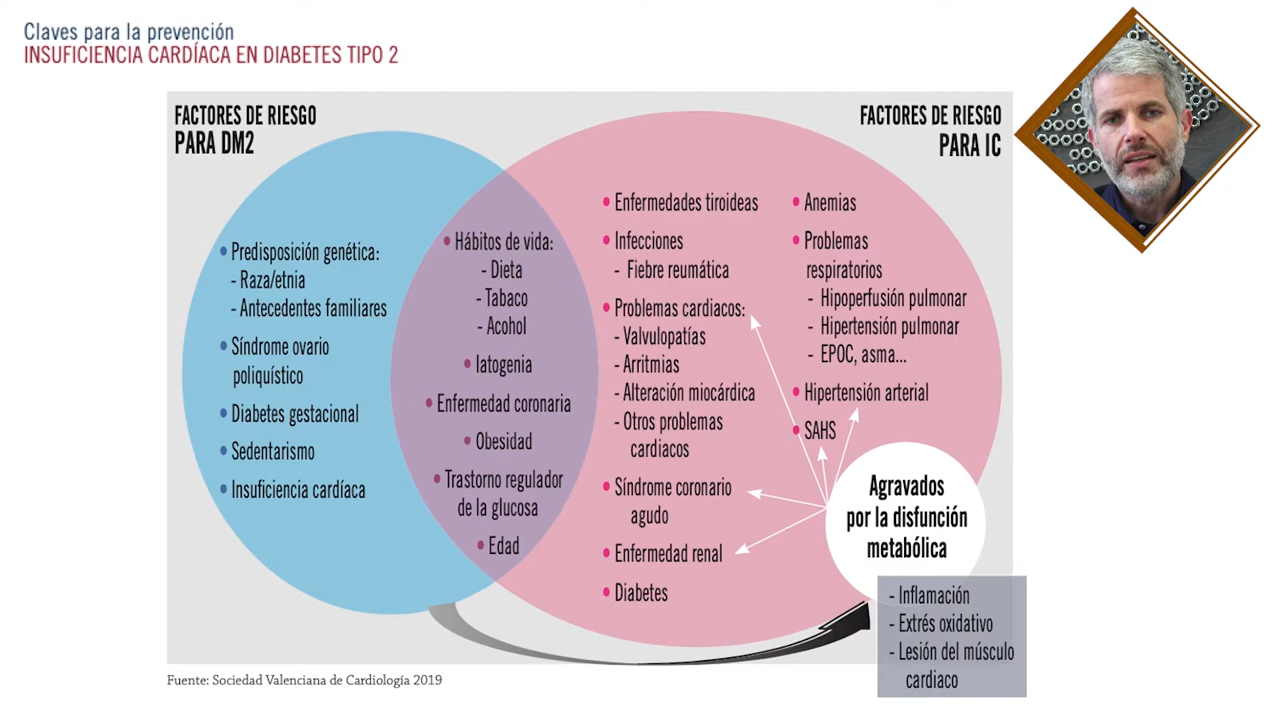 Claves para la prevención
INSUFICIENCIA CARDÍACA EN DIABETES TIPO 2
FACTORES DE RIESGO
PARA DM2
FACTORES DE RIESGO
PARA IC
• Predisposición genética:
- Raza/etnia
- Antecedentes familiares
• Síndrome ovario
poliquístico
• Diabetes gestacional
• Sedentarismo
• Insuficiencia cardíaca
• Hábitos de vida:
- Dieta
- Tabaco
- Acohol
• Iatogenia
• Enfermedad coronaria
• Obesidad
• Trastorno regulador
de la glucosa
• Edad
• Enfermedades tiroideas
• Infecciones
- Fiebre reumática
• Problemas cardiacos:
- Valvulopatías
- Arritmias
- Alteración miocárdica
- Otros problemas
cardiacos
• Síndrome coronario
agudo
• Enfermedad renal
• Diabetes
• Anemias
• Problemas
respiratorios
- Hipoperfusión pulmonar
- Hipertensión pulmonar
- EPOC, asma...
• Hipertensión arterial
• SAHS
Agravados
por la disfunción
metabólica
- Inflamación
- Extrés oxidativo
- Lesión del músculo
cardiaco
Fuente: Sociedad Valenciana de Cardiología 2019